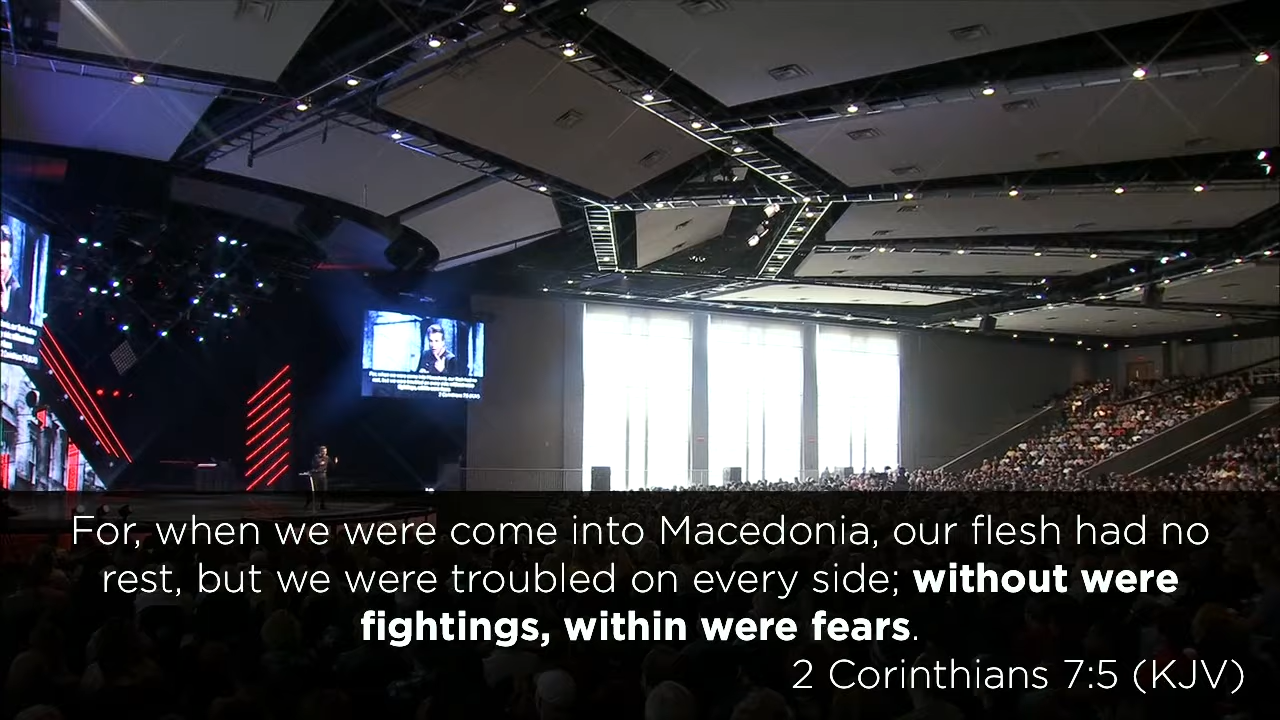 For, when we were come into Macedonia, our flesh had no
rest, but we were troubled on every side; without were
fightings, within were fears.
2 Corinthians 7:5 (KJV)